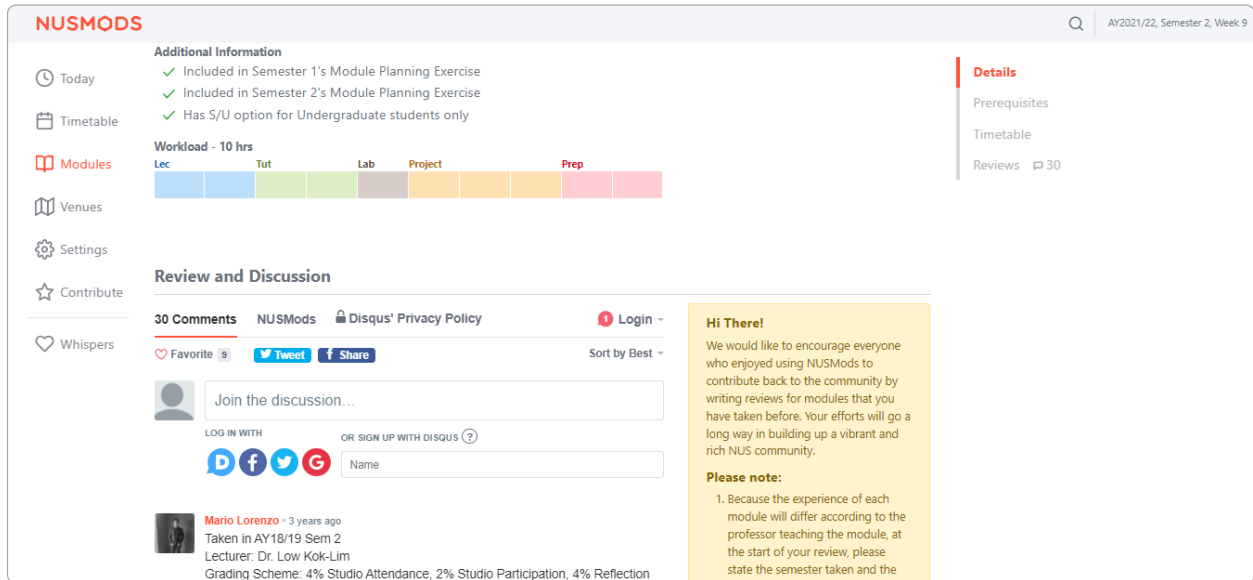 NUSMODS
AY2021/22, Semester 2, Week 9
Today
Timetable
Modules
Venues
Settings
Contribute
Whispers
Additional Information
Included in Semester 1's Module Planning Exercise
Included in Semester 2's Module Planning Exercise
Has S/U option for Undergraduate students only
Workload - 10 hrs
Lec Tut Lab Project Prep
Review and Discussion
30 Comments NUSMods Disqus' Privacy Policy 1 Login
Favorite 9 Tweet f Share Sort by Best
Join the discussion…
LOG IN WITH
OR SIGN UP WITH DISQUS ?
D f G
Name
Mario Lorenzo • 3 years ago
Taken in AY18/19 Sem 2
Lecturer: Dr. Low Kok-Lim
Grading Scheme: 4% Studio Attendance, 2% Studio Participation, 4% Reflection
Hi There!
We would like to encourage everyone
who enjoyed using NUSMods to
contribute back to the community by
writing reviews for modules that you
have taken before. Your efforts will go a
long way in building up a vibrant and
rich NUS community.
Please note:
1. Because the experience of each
module will differ according to the
professor teaching the module, at
the start of your review, please
state the semester taken and the
Details
Prerequisites
Timetable
Reviews 30